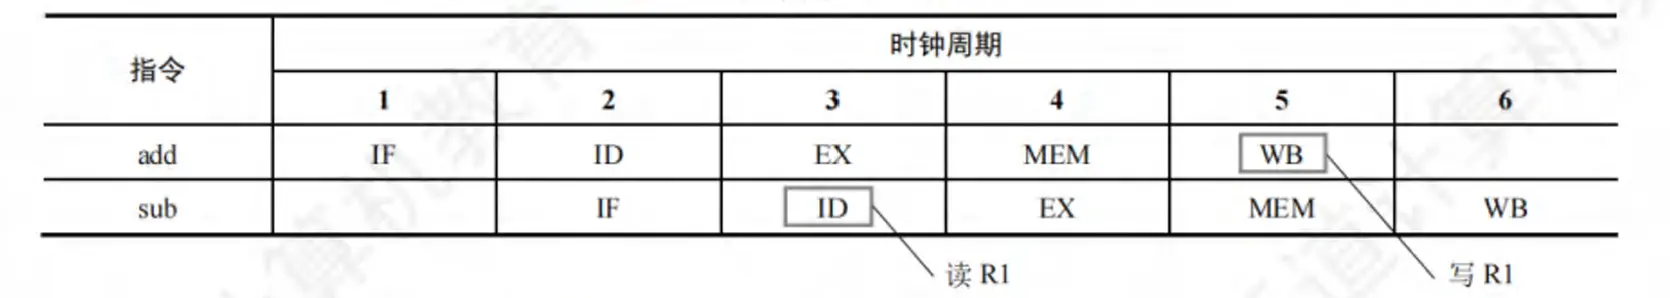 指令 时钟周期
1 2 3 4 5 6
add IF ID EX MEM WB
sub IF ID EX MEM WB
读 R1 写 R1